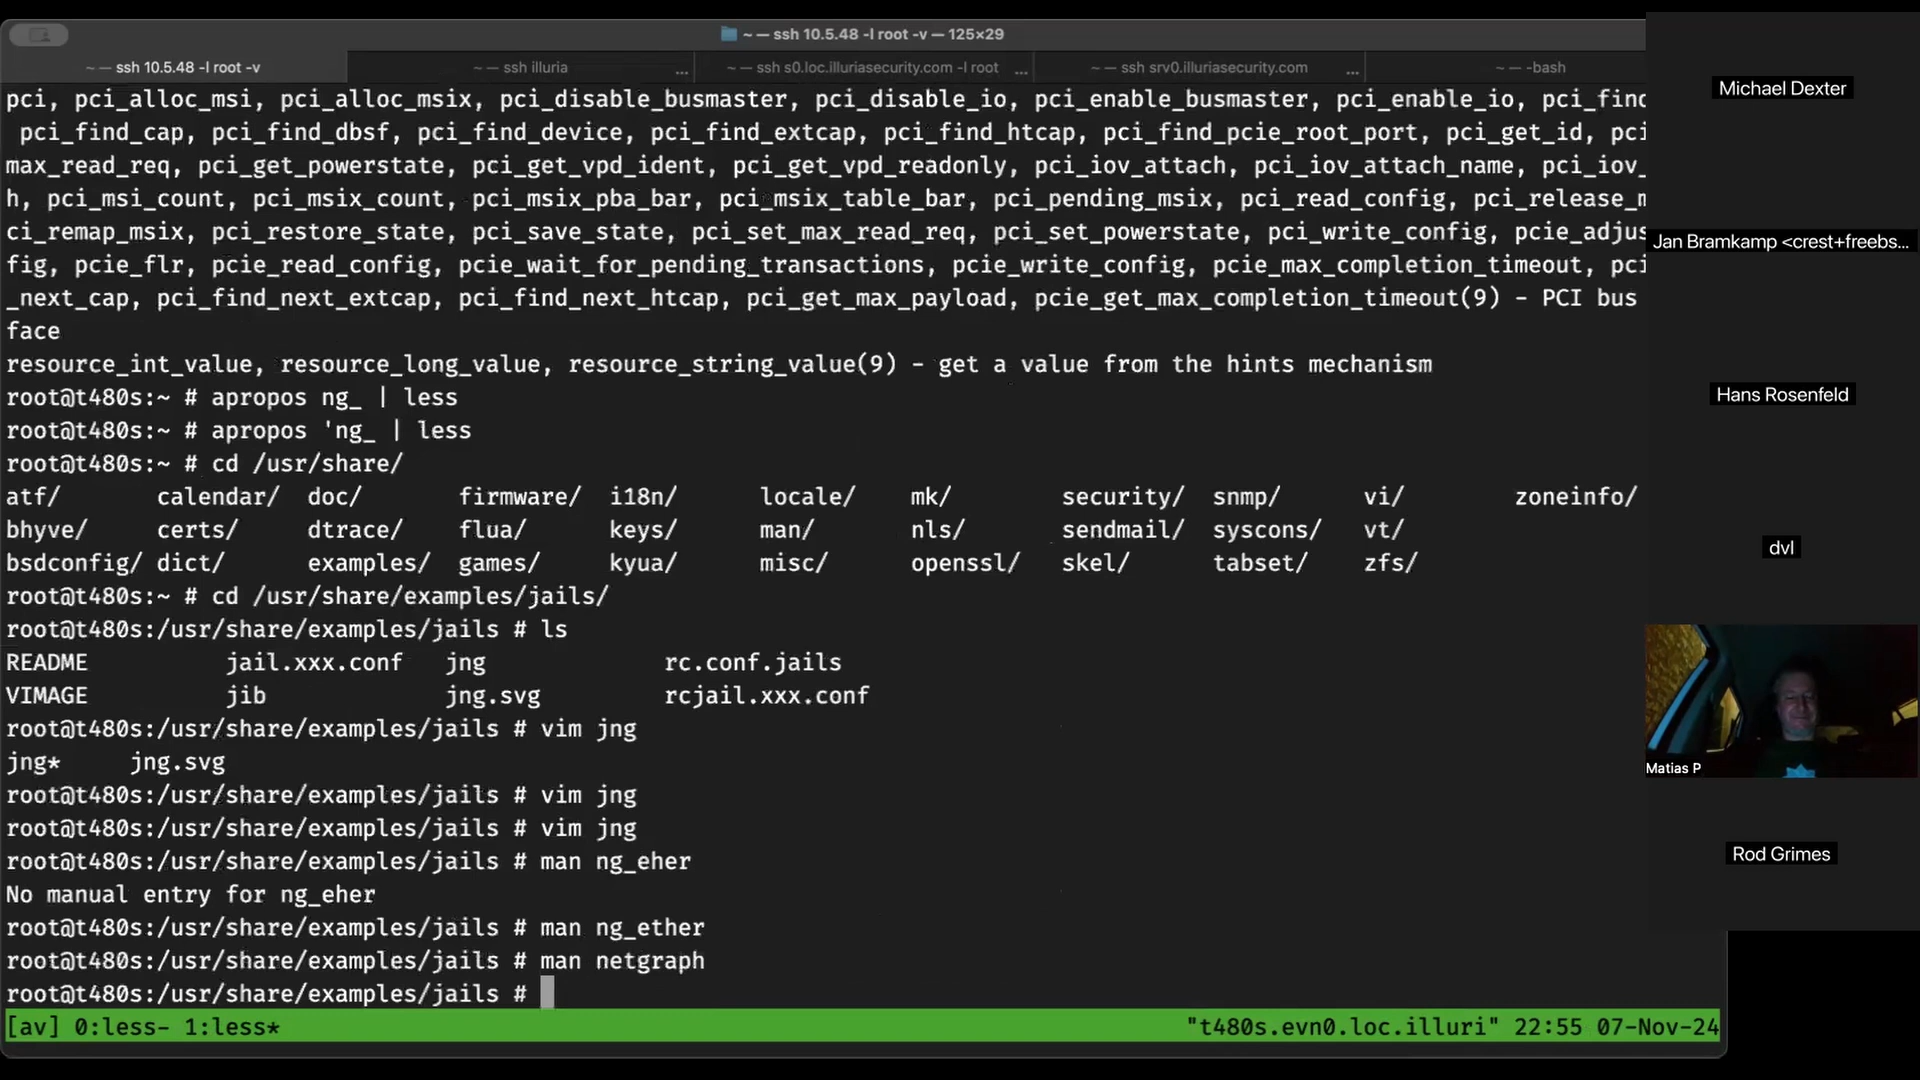 ~ — ssh 10.5.48 -l root -v — 125×29
~ — ssh 10.5.48 -l root -v
~ — ssh illuria ...
~ — ssh s0.loc.illuriasecurity.com -l root ...
~ — ssh srv0.illuriasecurity.com ...
~ — -bash
pci, pci_alloc_msi, pci_alloc_msix, pci_disable_busmaster, pci_disable_io, pci_enable_busmaster, pci_enable_io, pci_find
pci_find_cap, pci_find_dbsf, pci_find_device, pci_find_extcap, pci_find_htcap, pci_find_pcie_root_port, pci_get_id, pci
max_read_req, pci_get_powerstate, pci_get_vpd_ident, pci_get_vpd_readonly, pci_iov_attach, pci_iov_attach_name, pci_iov_
h, pci_msi_count, pci_msix_count, pci_msix_pba_bar, pci_msix_table_bar, pci_pending_msix, pci_read_config, pci_release_m
ci_remap_msix, pci_restore_state, pci_save_state, pci_set_max_read_req, pci_set_powerstate, pci_write_config, pcie_adjus
fig, pcie_flr, pcie_read_config, pcie_wait_for_pending_transactions, pcie_write_config, pcie_max_completion_timeout, pci
_next_cap, pci_find_next_extcap, pci_find_next_htcap, pci_get_max_payload, pcie_get_max_completion_timeout(9) - PCI bus
face
resource_int_value, resource_long_value, resource_string_value(9) - get a value from the hints mechanism
root@t480s:~ # apropos ng_ | less
root@t480s:~ # apropos 'ng_ | less
root@t480s:~ # cd /usr/share/
atf/ calendar/ doc/ firmware/ i18n/ locale/ mk/ security/ snmp/ vi/ zoneinfo/
bhyve/ certs/ dtrace/ flua/ keys/ man/ nls/ sendmail/ syscons/ vt/
bsdconfig/ dict/ examples/ games/ kyua/ misc/ openssl/ skel/ tabset/ zfs/
root@t480s:~ # cd /usr/share/examples/jails/
root@t480s:/usr/share/examples/jails # ls
README jail.xxx.conf jng rc.conf.jails
VIMAGE jib jng.svg rcjail.xxx.conf
root@t480s:/usr/share/examples/jails # vim jng
jng* jng.svg
root@t480s:/usr/share/examples/jails # vim jng
root@t480s:/usr/share/examples/jails # vim jng
root@t480s:/usr/share/examples/jails # man ng_eher
No manual entry for ng_eher
root@t480s:/usr/share/examples/jails # man ng_ether
root@t480s:/usr/share/examples/jails # man netgraph
root@t480s:/usr/share/examples/jails #
[av] 0:less- 1:less* "t480s.evn0.loc.illuri" 22:55 07-Nov-24
Michael Dexter
Jan Bramkamp <crest+freebs...
Hans Rosenfeld
dvl
Matias P
Rod Grimes